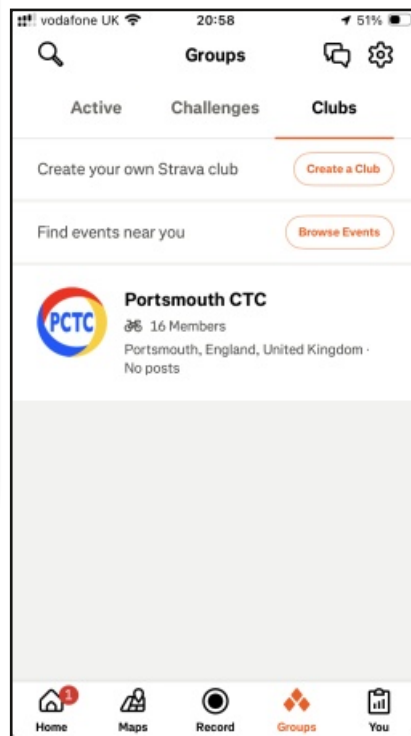 vodafone UK 20:58 51%
Groups
Active Challenges Clubs
Create your own Strava club Create a Club
Find events near you Browse Events
PCTC
Portsmouth CTC
16 Members
Portsmouth, England, United Kingdom ·
No posts
1
Home Maps Record Groups You